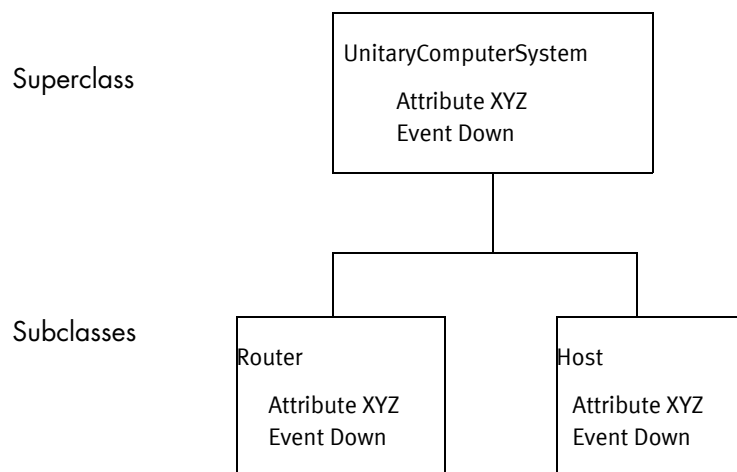 UnitaryComputerSystem
Superclass
Attribute XYZ
Event Down
Subclasses
Router
Host
Attribute XYZ
Attribute XYZ
Event Down
Event Down